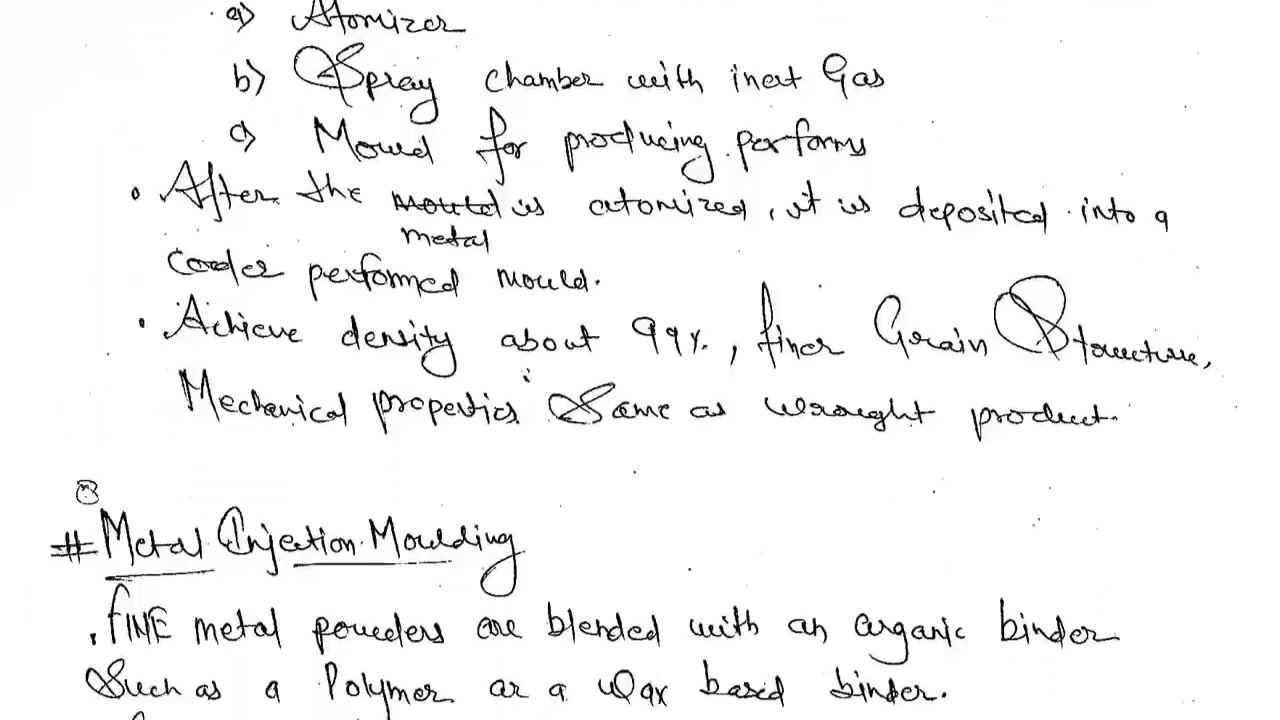 a) Atomizer
b) Spray chamber with inert Gas
c) Mould for producing performs
• After the mould is atomized, it is deposited into a
metal
cooler performed mould.
• Achieve density about 99%, finer Grain Structure,
Mechanical properties Same as wrought product.
# Metal Injection Moulding
• FINE metal powders are blended with an organic binder
Such as a Polymer or a wax based binder.